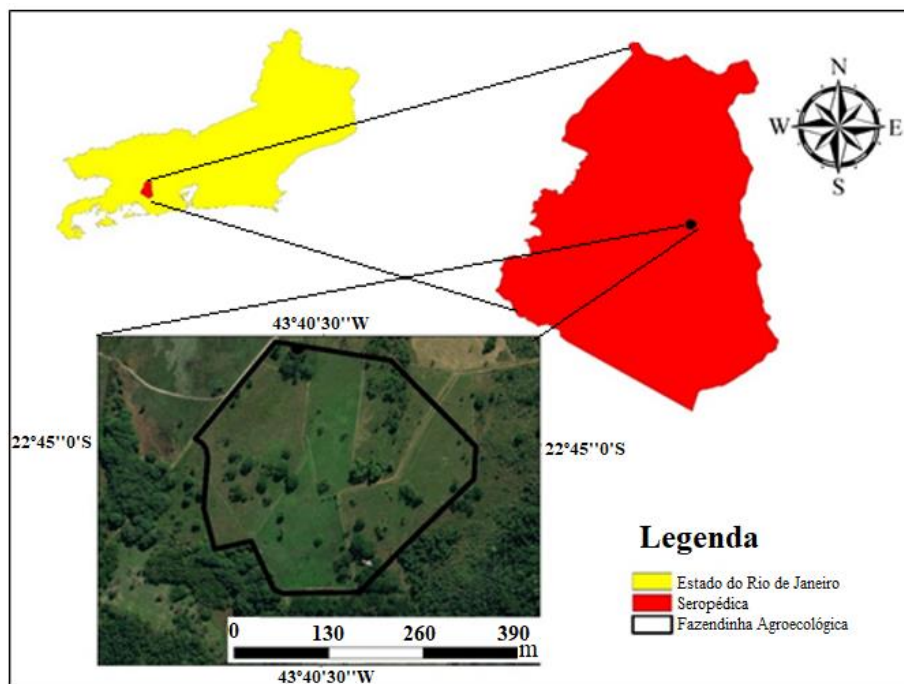 N
W E
S
43°40'30''W
22°45''0'S
22°45''0'S
Legenda
Estado do Rio de Janeiro
Seropédica
Fazendinha Agroecológica
0 130 260 390
m
43°40'30''W